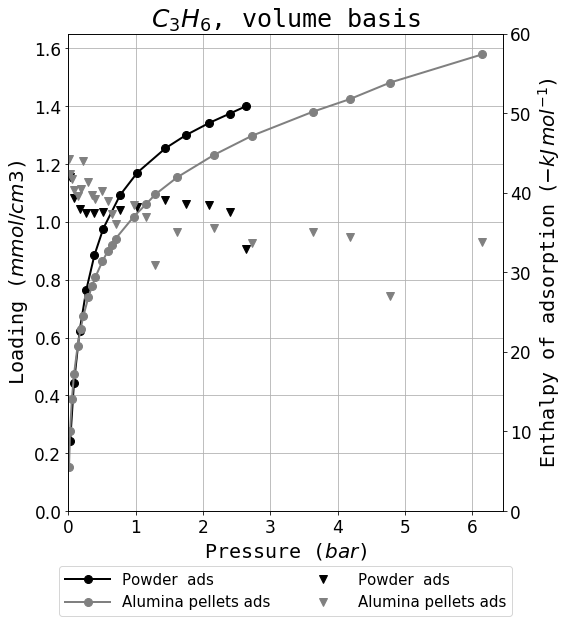 C₃H₆, volume basis
Loading (mmol/cm3)
1.6
1.4
1.2
1.0
0.8
0.6
0.4
0.2
0.0
Enthalpy of adsorption (−kJmol⁻¹)
60
50
40
30
20
10
0
0 1 2 3 4 5 6
Pressure (bar)
Powder ads
Powder ads
Alumina pellets ads
Alumina pellets ads